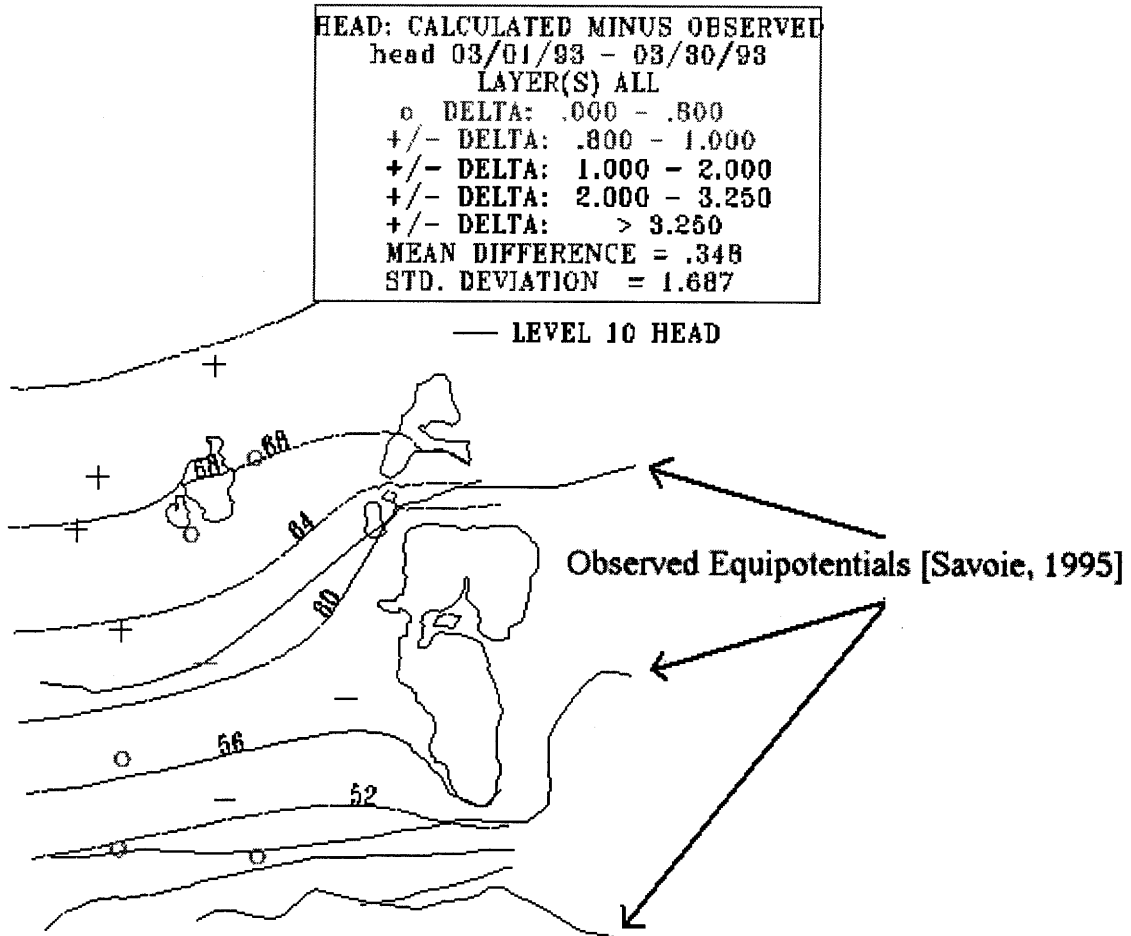 HEAD: CALCULATED MINUS OBSERVED
head 03/01/93 - 03/30/93
LAYER(S) ALL
o DELTA: .000 - .800
+/- DELTA: .800 - 1.000
+/- DELTA: 1.000 - 2.000
+/- DELTA: 2.000 - 3.250
+/- DELTA: > 3.250
MEAN DIFFERENCE = .348
STD. DEVIATION = 1.687
LEVEL 10 HEAD
68
68
64
Observed Equipotentials [Savoie, 1995]
60
56
52